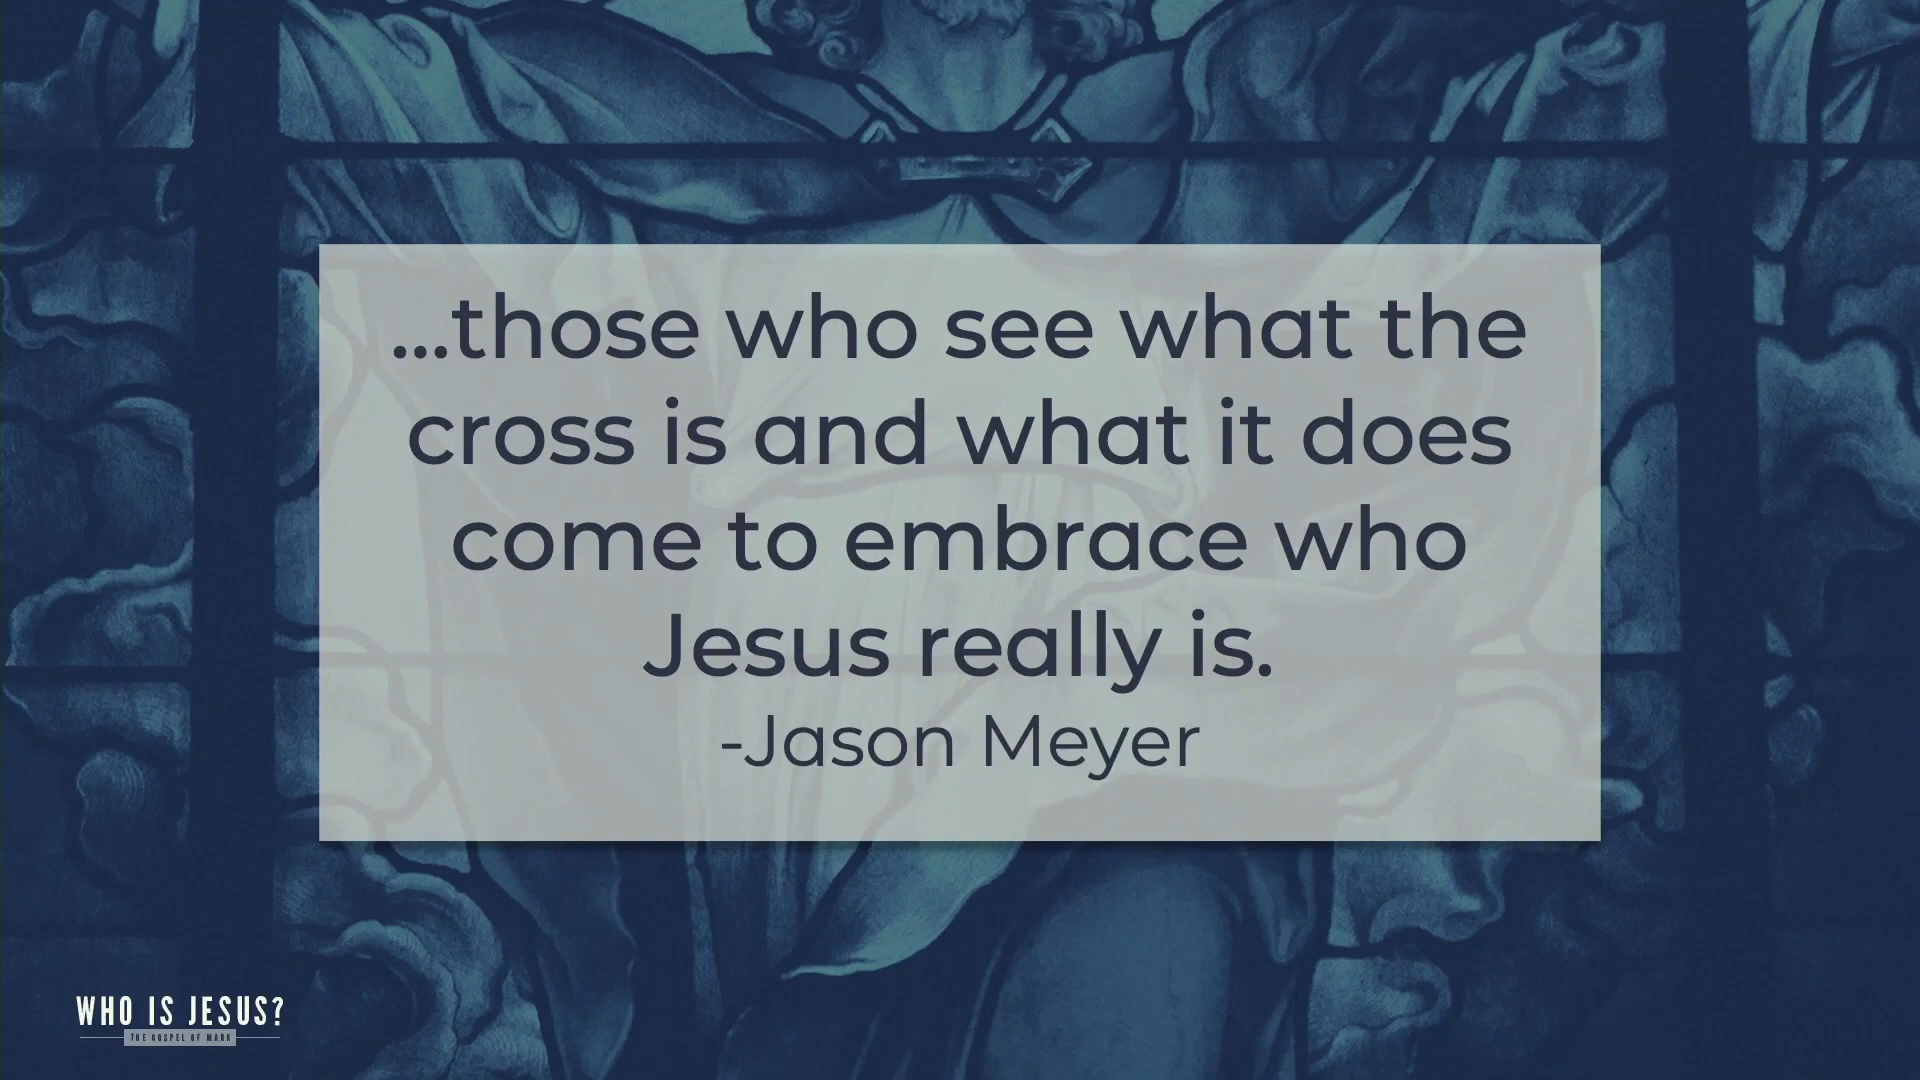 ...those who see what the
cross is and what it does
come to embrace who
Jesus really is.
-Jason Meyer
WHO IS JESUS?
THE GOSPEL OF MARK